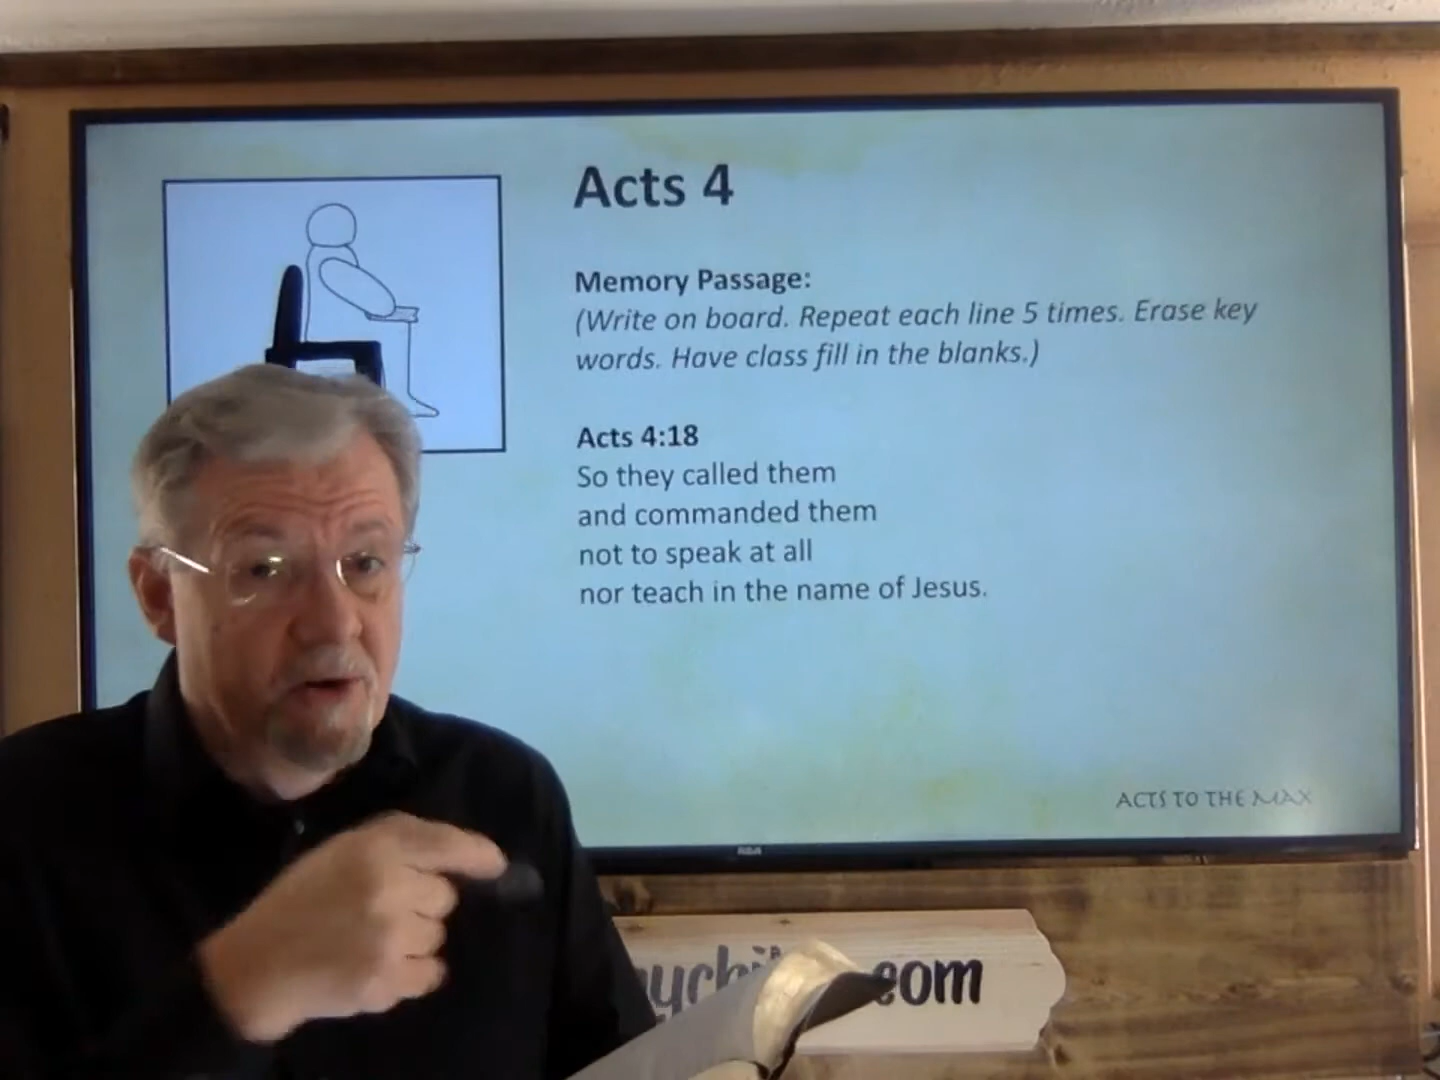 Acts 4
Memory Passage:
(Write on board. Repeat each line 5 times. Erase key
words. Have class fill in the blanks.)
Acts 4:18
So they called them
and commanded them
not to speak at all
nor teach in the name of Jesus.
ACTS TO THE MAX
RCA